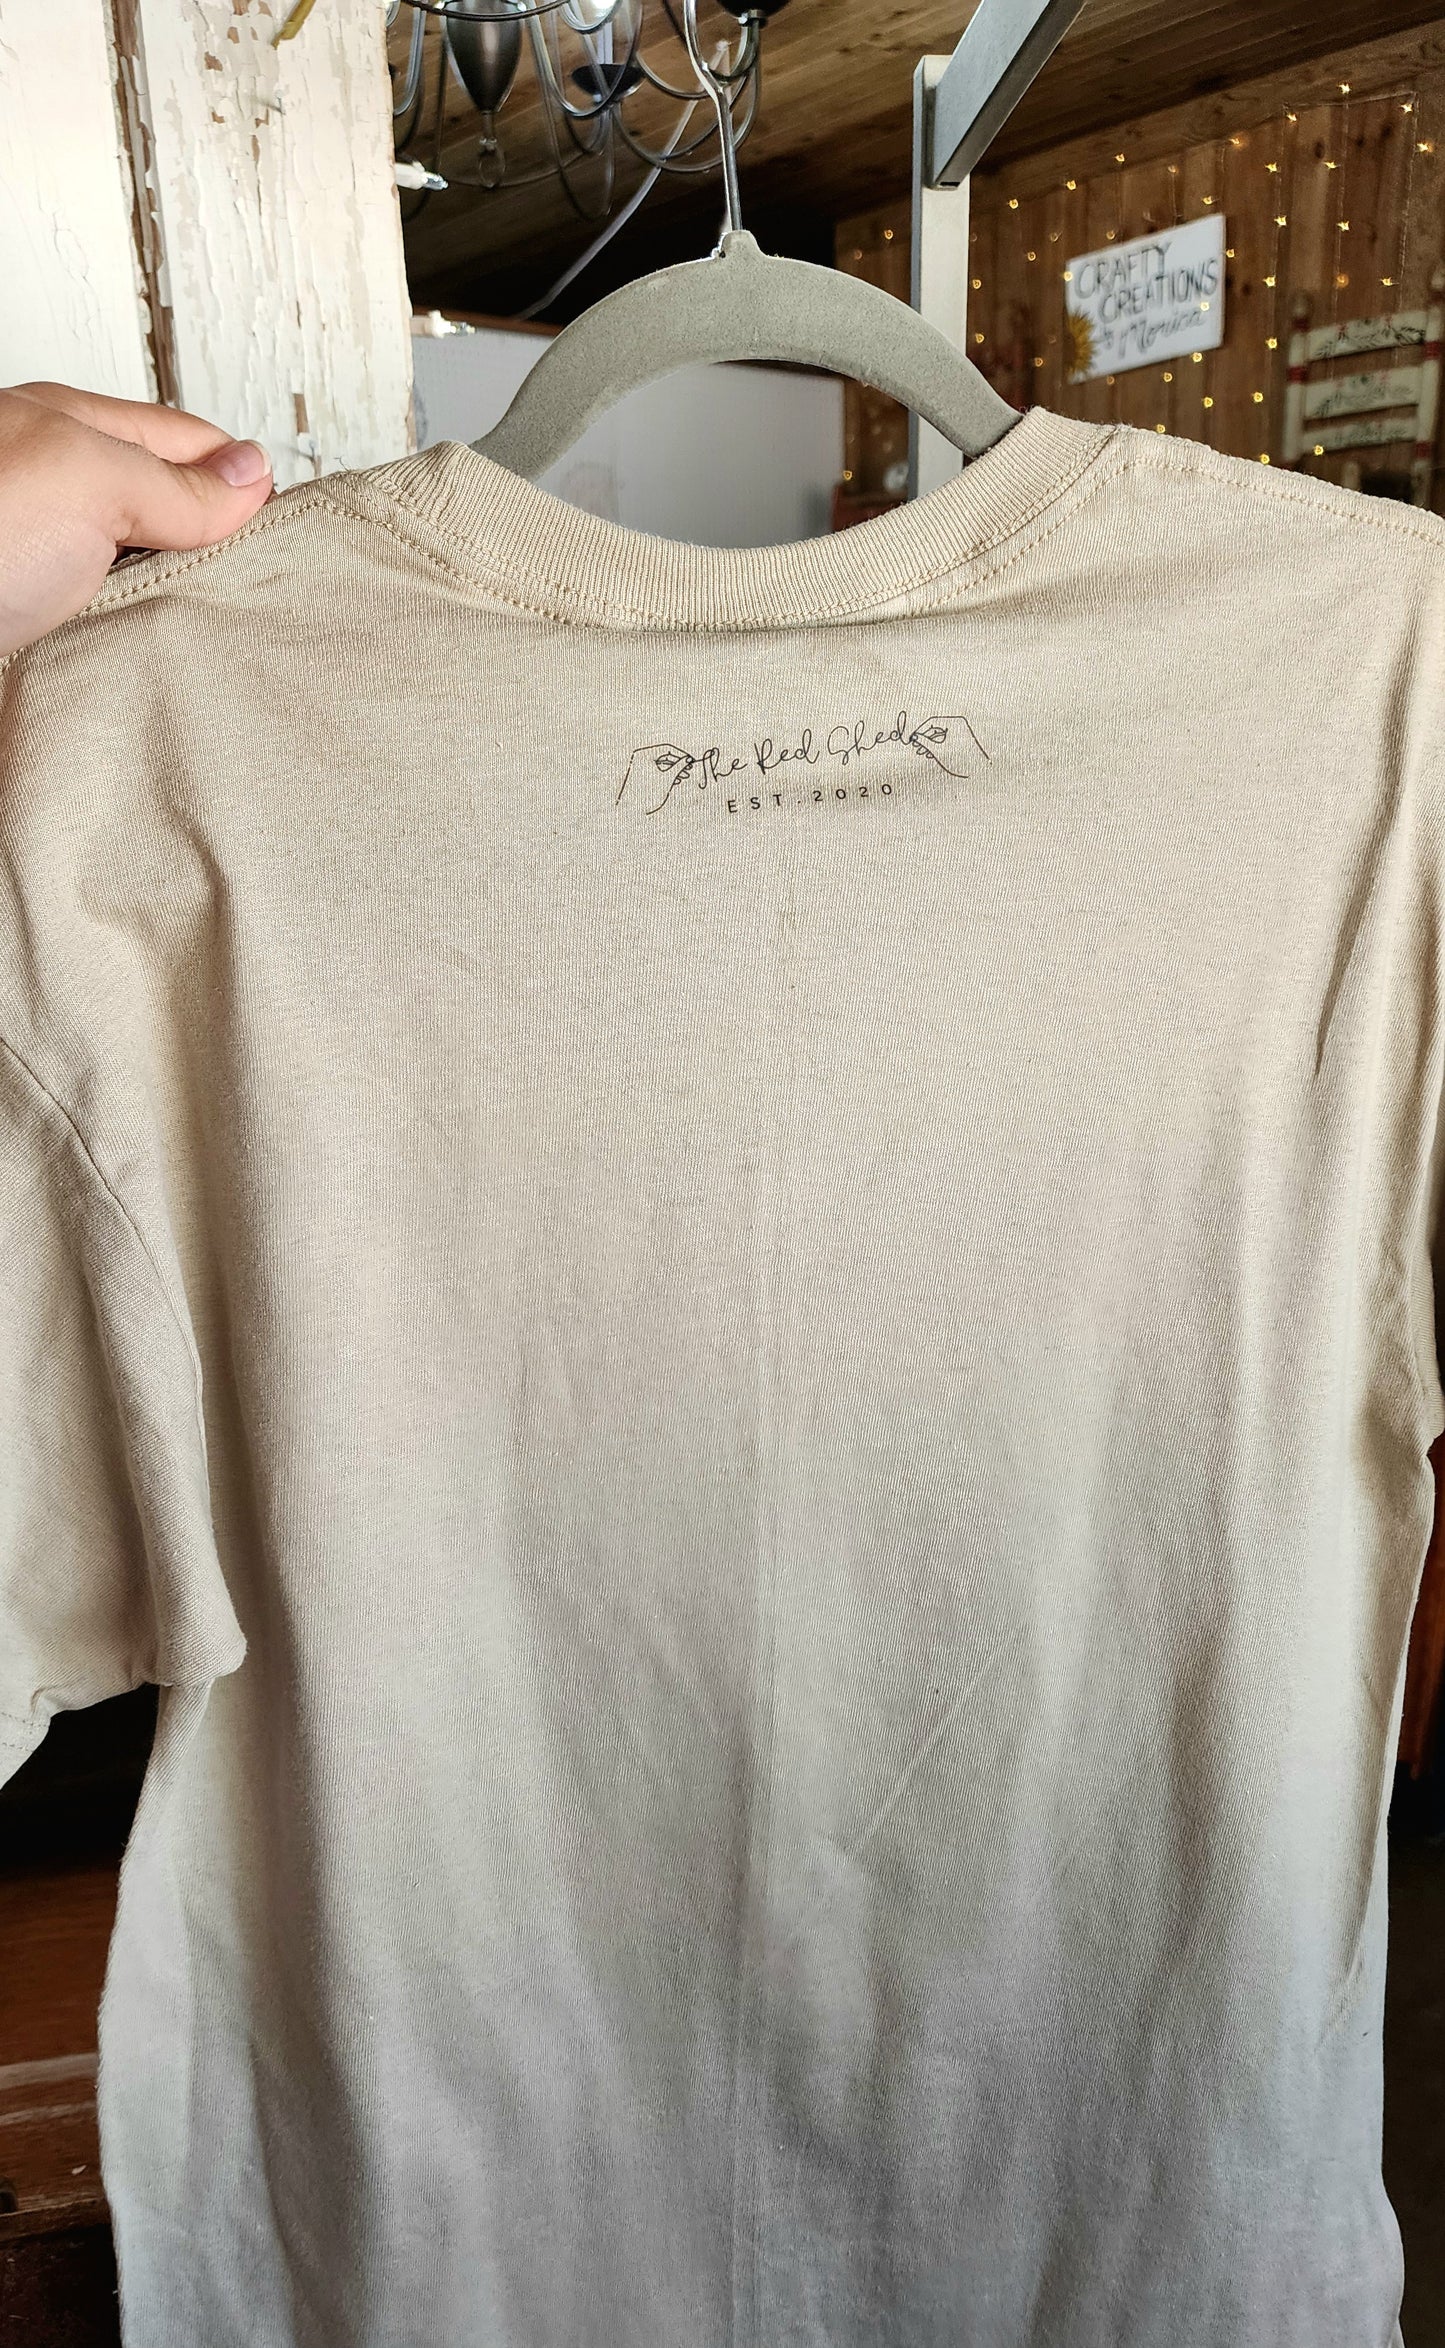 CRAFTY
CREATIONS
by Monica
The Red Shed
EST. 2020